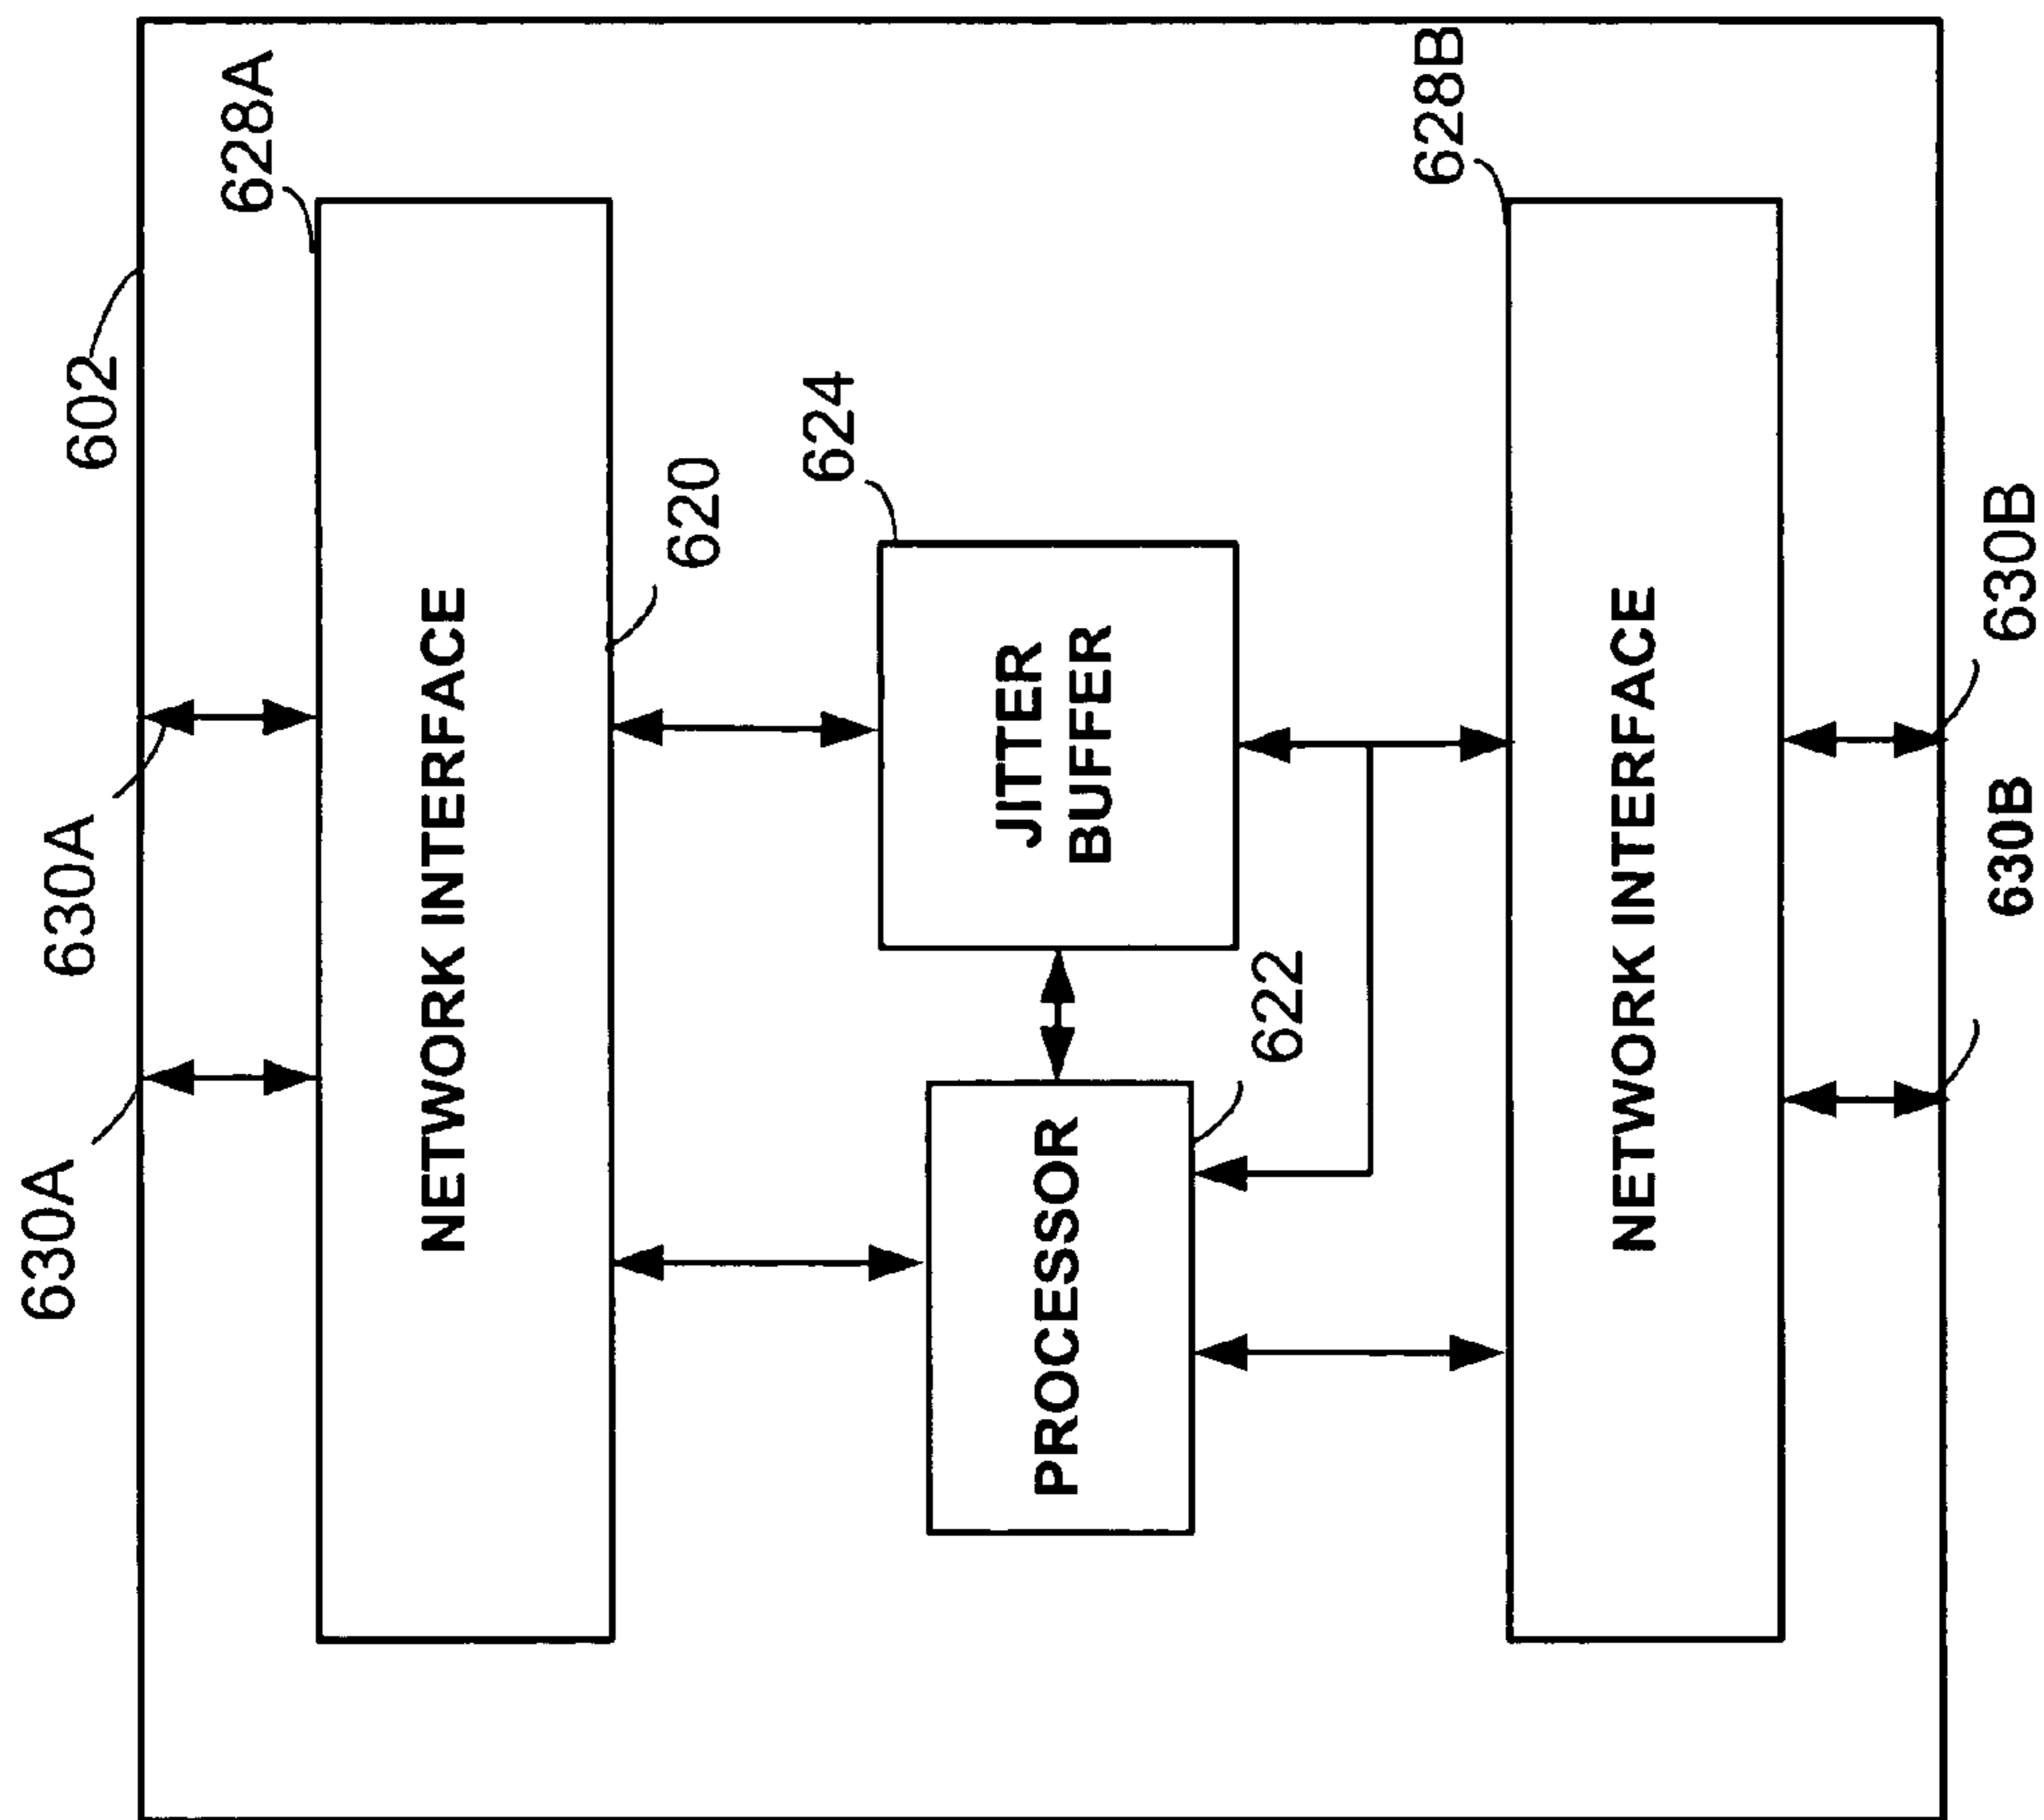 630A
630A
602
628A
NETWORK INTERFACE
620
624
JITTER
BUFFER
PROCESSOR
622
628B
NETWORK INTERFACE
630B
630B